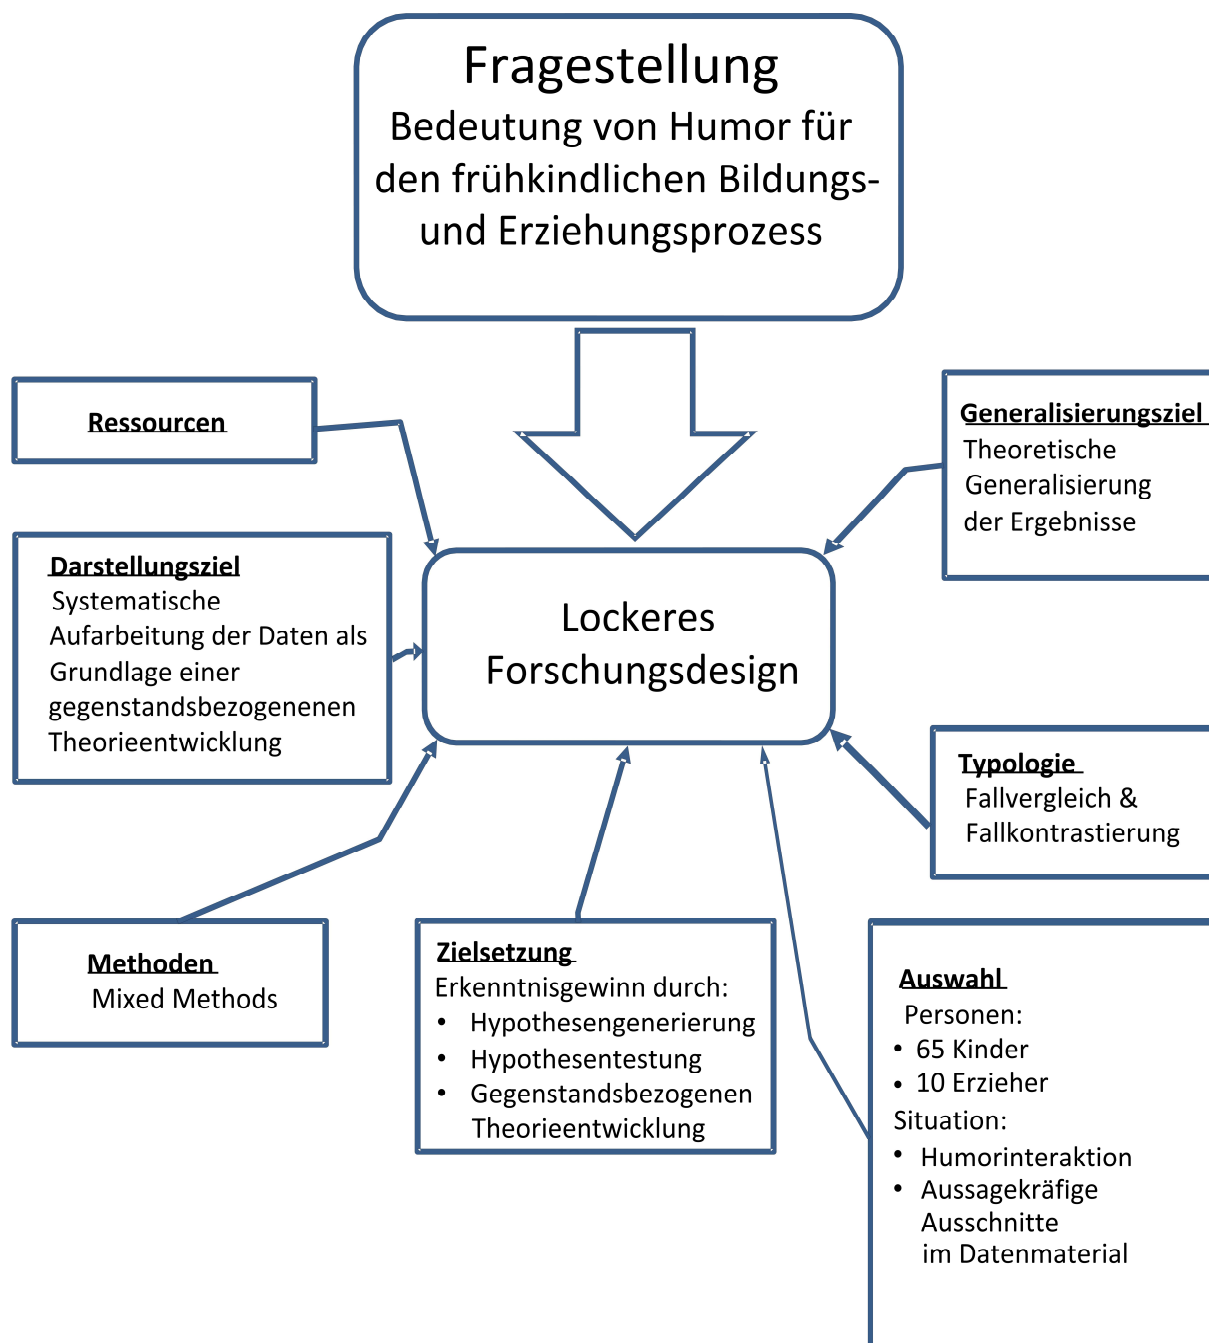 Fragestellung
Bedeutung von Humor für
den frühkindlichen Bildungs-
und Erziehungsprozess
Ressourcen
Generalisierungsziel
Theoretische
Generalisierung
der Ergebnisse
Darstellungsziel
Systematische
Aufarbeitung der Daten als
Grundlage einer
gegenstandsbezogenenen
Theorieentwicklung
Lockeres
Forschungsdesign
Typologie
Fallvergleich &
Fallkontrastierung
Methoden
Mixed Methods
Zielsetzung
Erkenntnisgewinn durch:
• Hypothesengenerierung
• Hypothesentestung
• Gegenstandsbezogenen
Theorieentwicklung
Auswahl
Personen:
• 65 Kinder
• 10 Erzieher
Situation:
• Humorinteraktion
• Aussagekräfige
Ausschnitte
im Datenmaterial